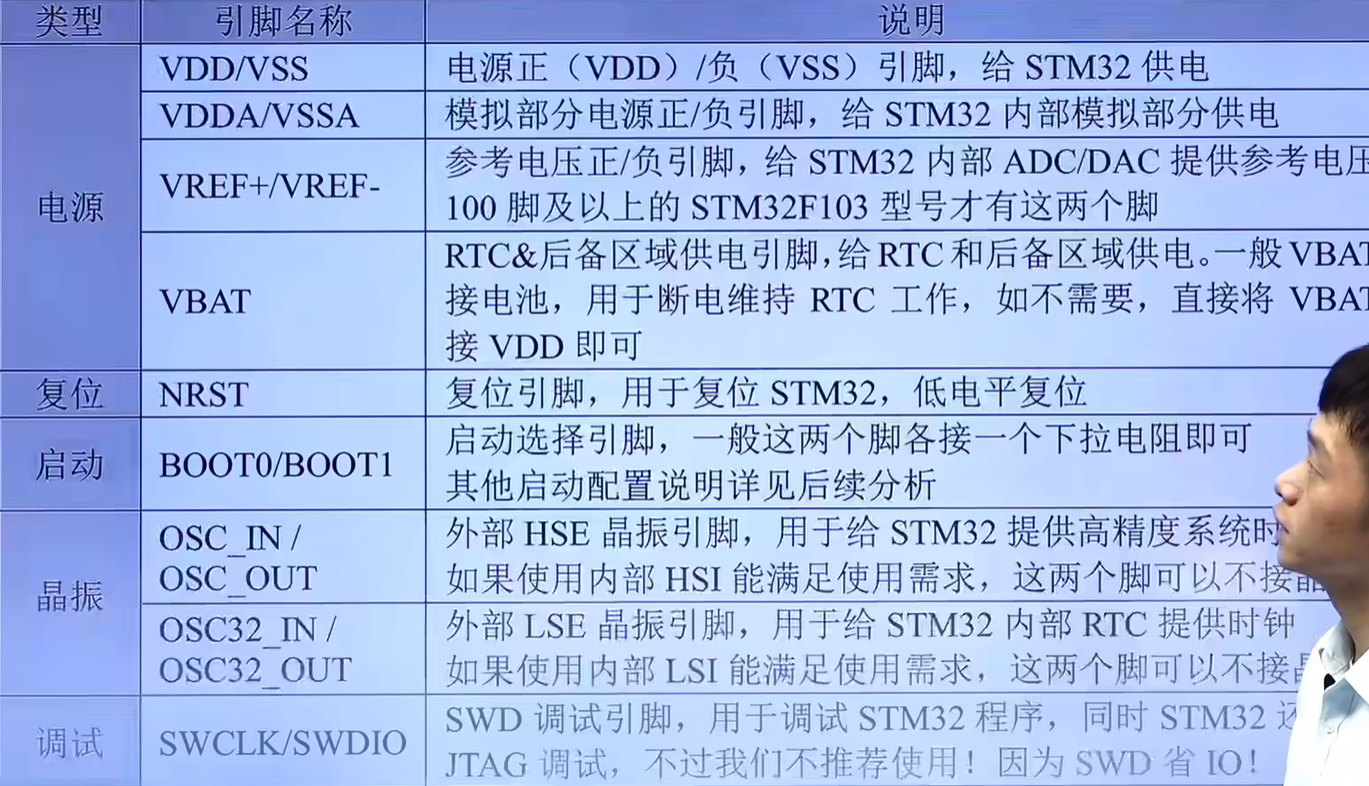 类型 引脚名称 说明
电源
VDD/VSS 电源正（VDD）/负（VSS）引脚，给 STM32 供电
VDDA/VSSA 模拟部分电源正/负引脚，给 STM32 内部模拟部分供电
VREF+/VREF- 参考电压正/负引脚，给 STM32 内部 ADC/DAC 提供参考电压
100 脚及以上的 STM32F103 型号才有这两个脚
VBAT RTC&后备区域供电引脚，给 RTC 和后备区域供电。一般 VBAT
接电池，用于断电维持 RTC 工作，如不需要，直接将 VBAT
接 VDD 即可
复位 NRST 复位引脚，用于复位 STM32，低电平复位
启动 BOOT0/BOOT1 启动选择引脚，一般这两个脚各接一个下拉电阻即可
其他启动配置说明详见后续分析
晶振
OSC_IN / 外部 HSE 晶振引脚，用于给 STM32 提供高精度系统时
OSC_OUT 如果使用内部 HSI 能满足使用需求，这两个脚可以不接
OSC32_IN / 外部 LSE 晶振引脚，用于给 STM32 内部 RTC 提供时钟
OSC32_OUT 如果使用内部 LSI 能满足使用需求，这两个脚可以不接
调试 SWCLK/SWDIO SWD 调试引脚，用于调试 STM32 程序，同时 STM32
JTAG 调试，不过我们不推荐使用！因为 SWD 省 IO！